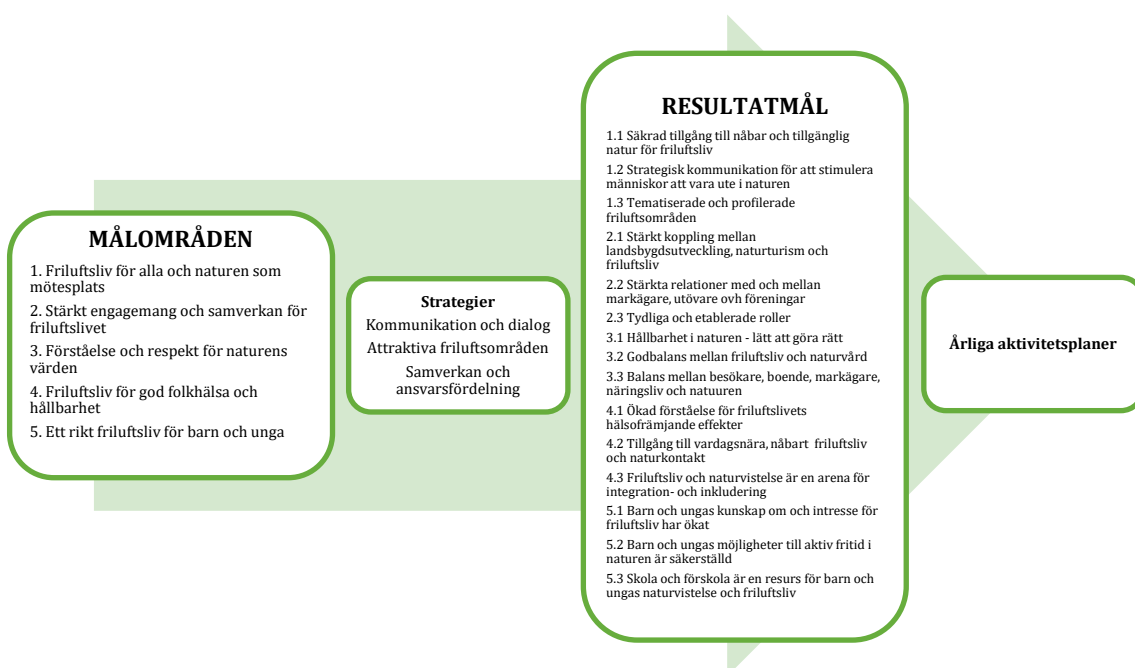 MÅLOMRÅDEN
1. Friluftsliv för alla och naturen som
mötesplats
2. Stärkt engagemang och samverkan för
friluftslivet
3. Förståelse och respekt för naturens
värden
4. Friluftsliv för god folkhälsa och
hållbarhet
5. Ett rikt friluftsliv för barn och unga
Strategier
Kommunikation och dialog
Attraktiva friluftsområden
Samverkan och
ansvarsfördelning
RESULTATMÅL
1.1 Säkrad tillgång till nåbar och tillgänglig
natur för friluftsliv
1.2 Strategisk kommunikation för att stimulera
människor att vara ute i naturen
1.3 Tematiserade och profilerade
friluftsområden
2.1 Stärkt koppling mellan
landsbygdsutveckling, naturturism och
friluftsliv
2.2 Stärkta relationer med och mellan
markägare, utövare ovh föreningar
2.3 Tydliga och etablerade roller
3.1 Hållbarhet i naturen - lätt att göra rätt
3.2 Godbalans mellan friluftsliv och naturvård
3.3 Balans mellan besökare, boende, markägare,
näringsliv och natuuren
4.1 Ökad förståelse för friluftslivets
hälsofrämjande effekter
4.2 Tillgång till vardagsnära, nåbart friluftsliv
och naturkontakt
4.3 Friluftsliv och naturvistelse är en arena för
integration- och inkludering
5.1 Barn och ungas kunskap om och intresse för
friluftsliv har ökat
5.2 Barn och ungas möjligheter till aktiv fritid i
naturen är säkerställd
5.3 Skola och förskola är en resurs för barn och
ungas naturvistelse och friluftsliv
Årliga aktivitetsplaner